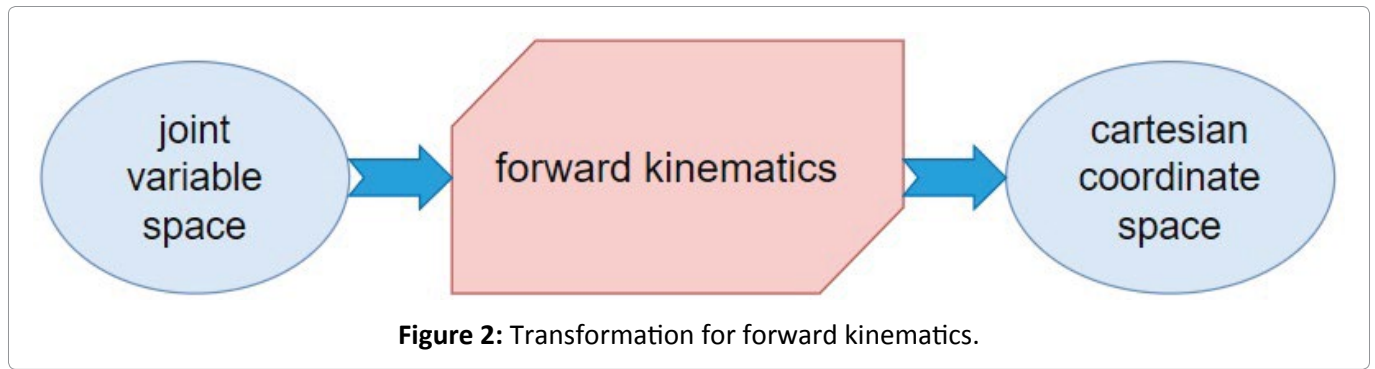 joint
variable
space
forward kinematics
cartesian
coordinate
space
Figure 2: Transformation for forward kinematics.